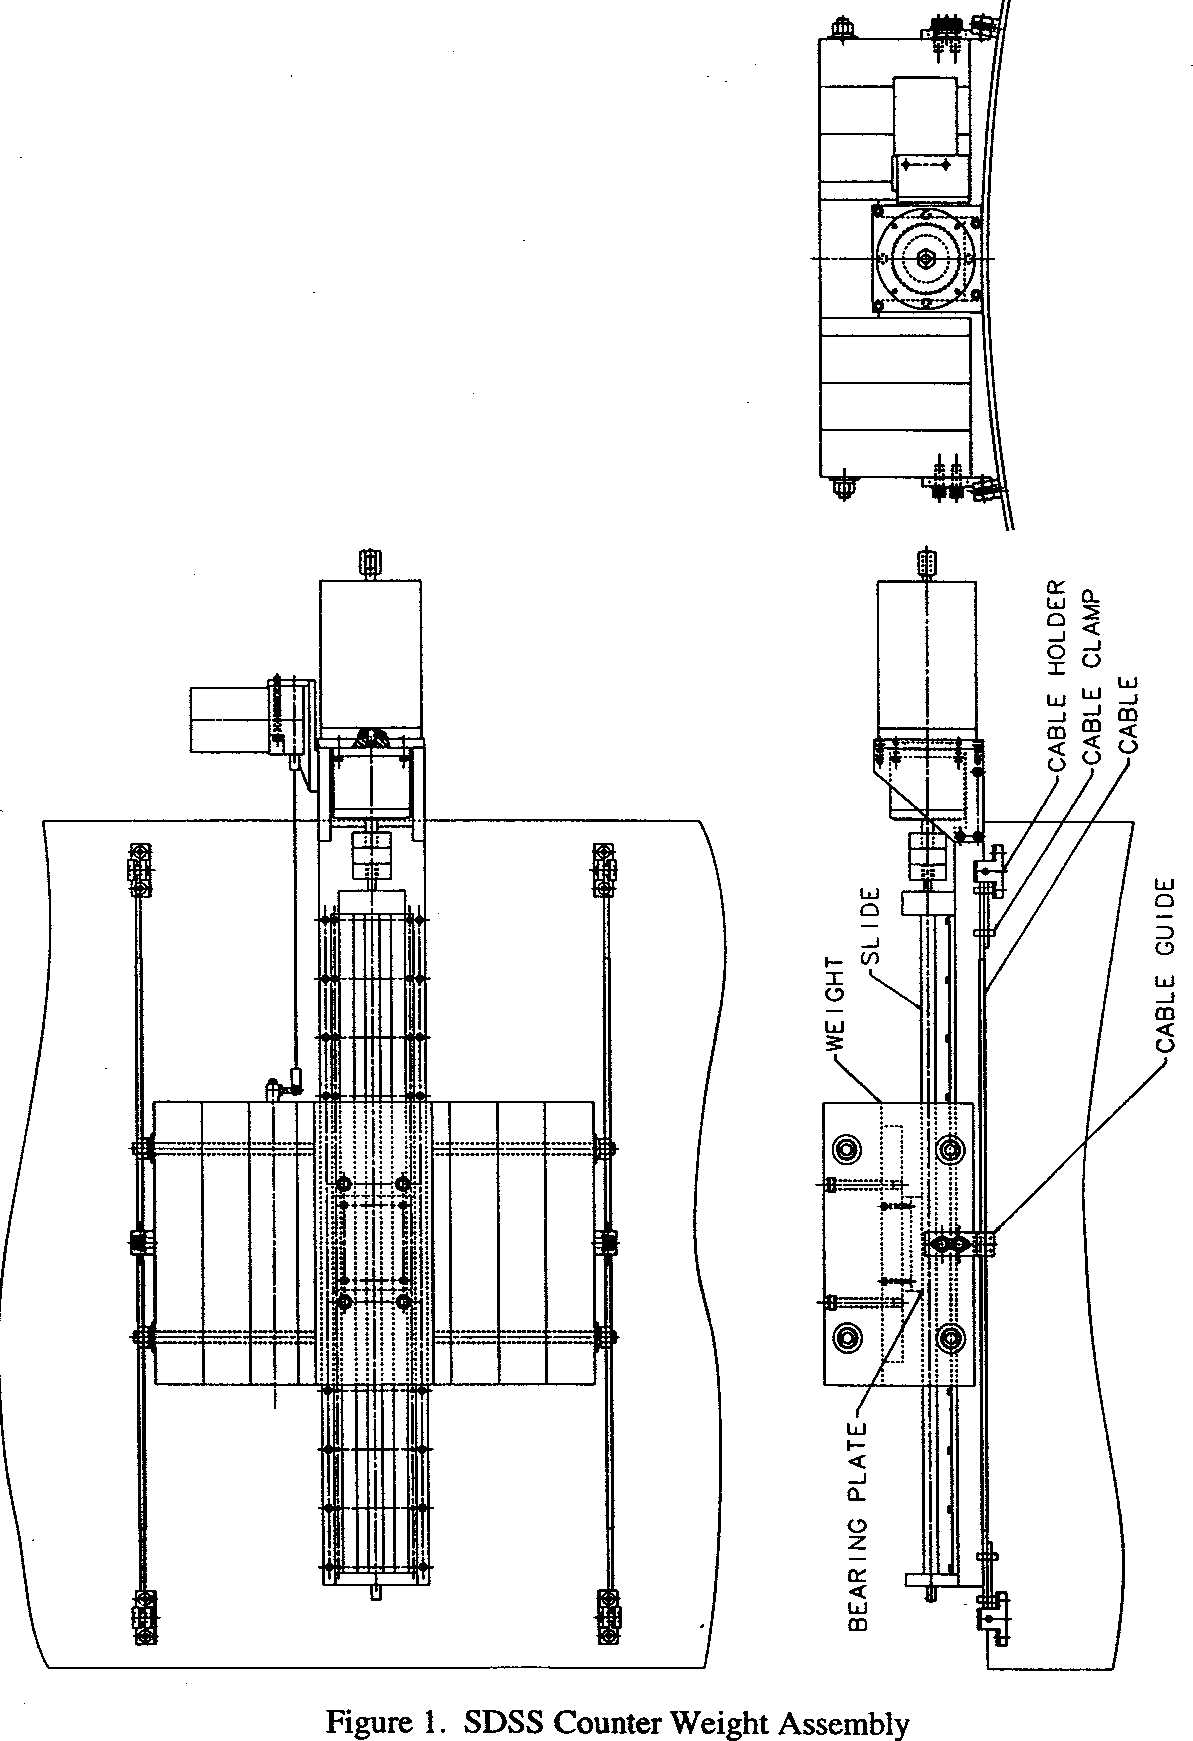 CABLE HOLDER
CABLE CLAMP
CABLE
CABLE GUIDE
SLIDE
WEIGHT
BEARING PLATE
Figure 1. SDSS Counter Weight Assembly